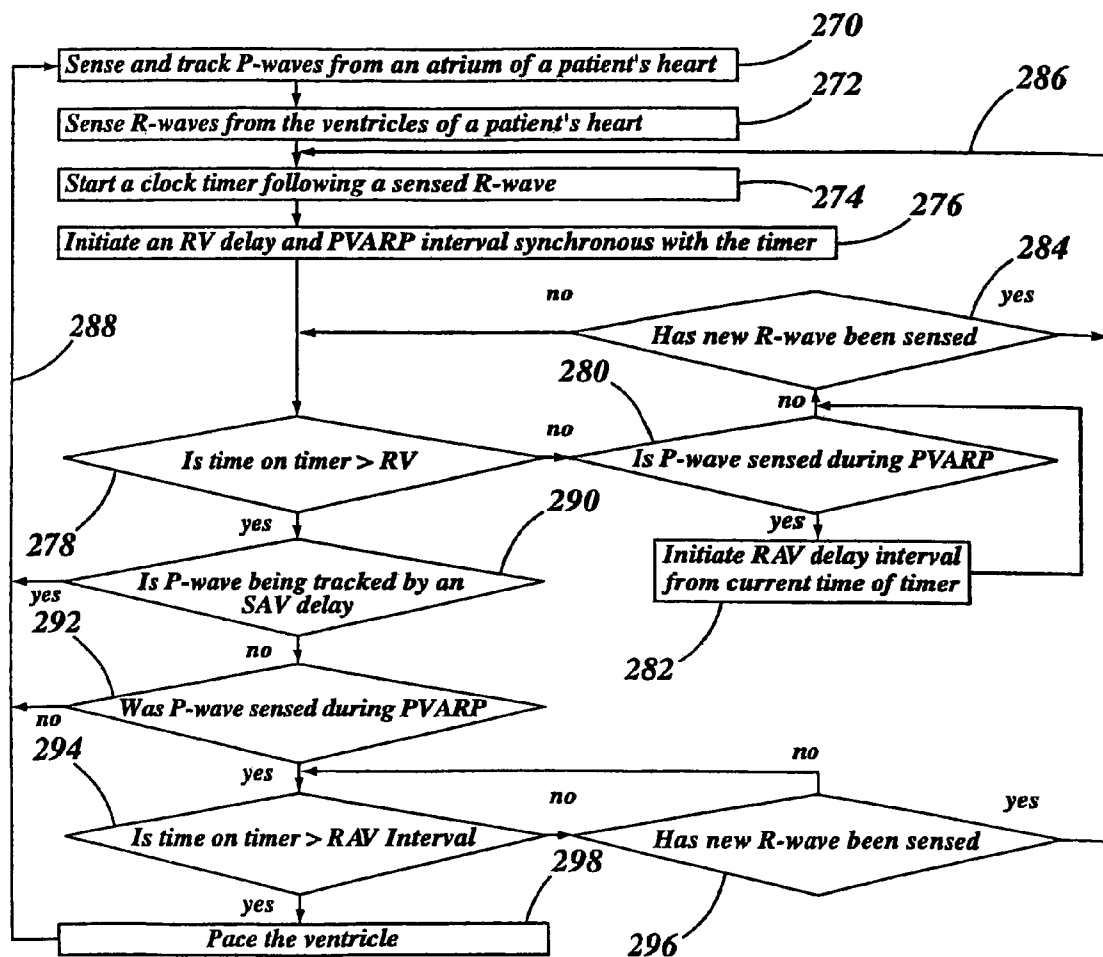 270
Sense and track P-waves from an atrium of a patient's heart
272
286
Sense R-waves from the ventricles of a patient's heart
Start a clock timer following a sensed R-wave
274
276
Initiate an RV delay and PVARP interval synchronous with the timer
284
no
yes
288
Has new R-wave been sensed
280
no
no
Is time on timer > RV
Is P-wave sensed during PVARP
290
yes
yes
278
Initiate RAV delay interval
from current time of timer
Is P-wave being tracked by an
SAV delay
yes
292
no
282
Was P-wave sensed during PVARP
no
294
no
yes
no
yes
Is time on timer > RAV Interval
Has new R-wave been sensed
298
yes
Pace the ventricle
296